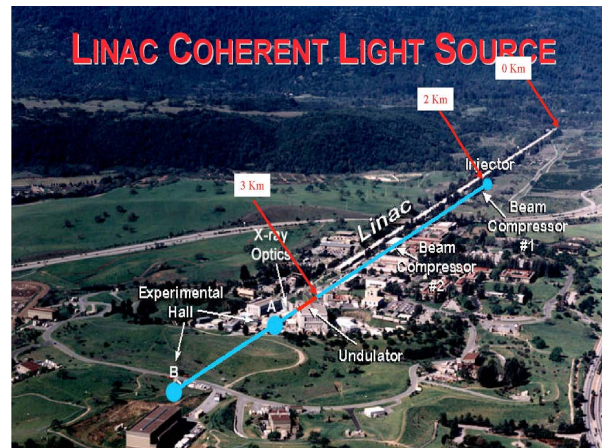 LINAC COHERENT LIGHT SOURCE
0 Km
2 Km
Injector
3 Km
Linac
Beam
Compressor
#1
X-ray
Optics
Beam
Compressor
#2
Experimental
Hall
A
Undulator
B